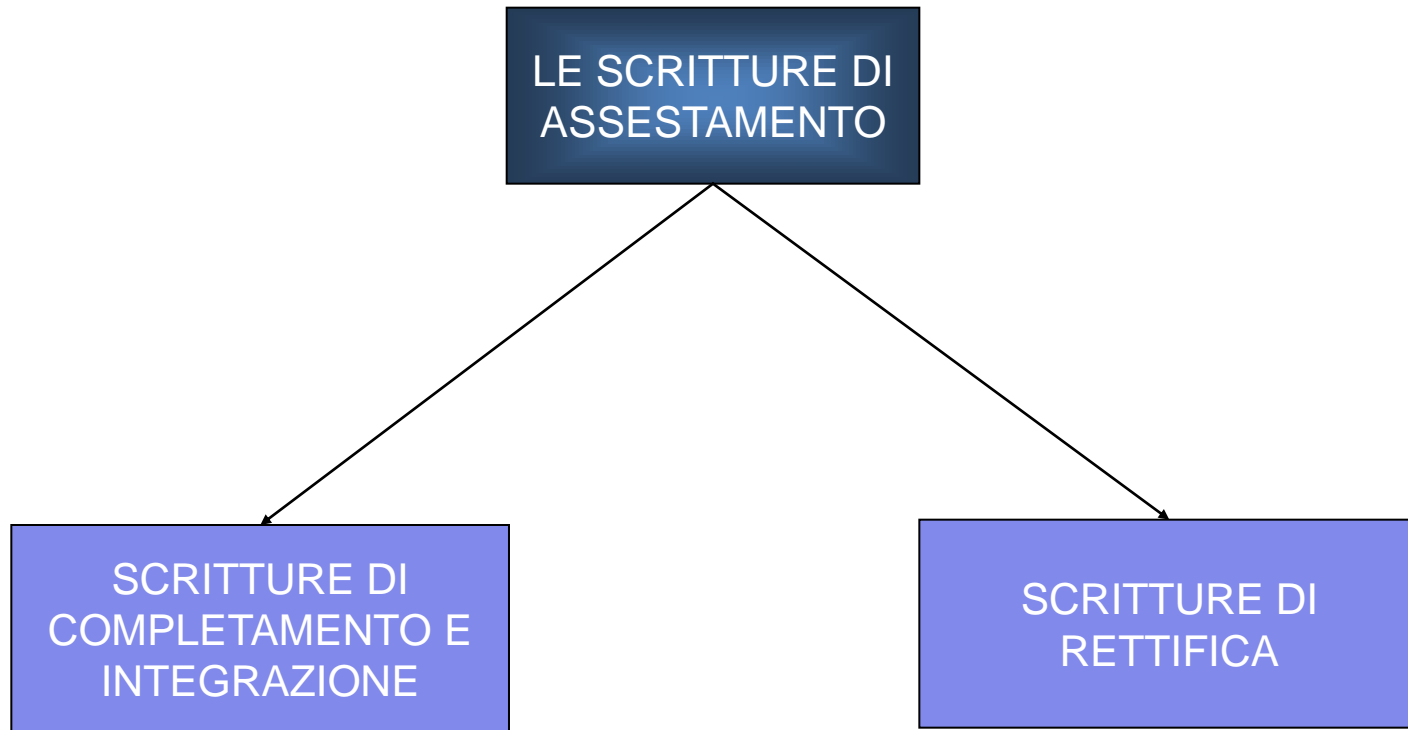 LE SCRITTURE DI
ASSESTAMENTO
SCRITTURE DI
COMPLETAMENTO E
INTEGRAZIONE
SCRITTURE DI
RETTIFICA